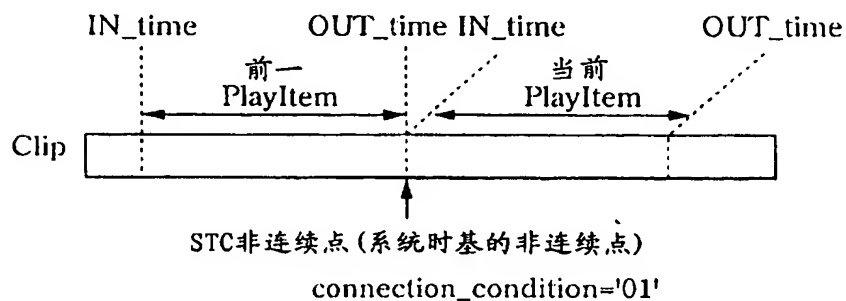 IN_time OUT_time IN_time OUT_time
前一 当前
PlayItem PlayItem
Clip
STC非连续点(系统时基的非连续点)
connection_condition='01'